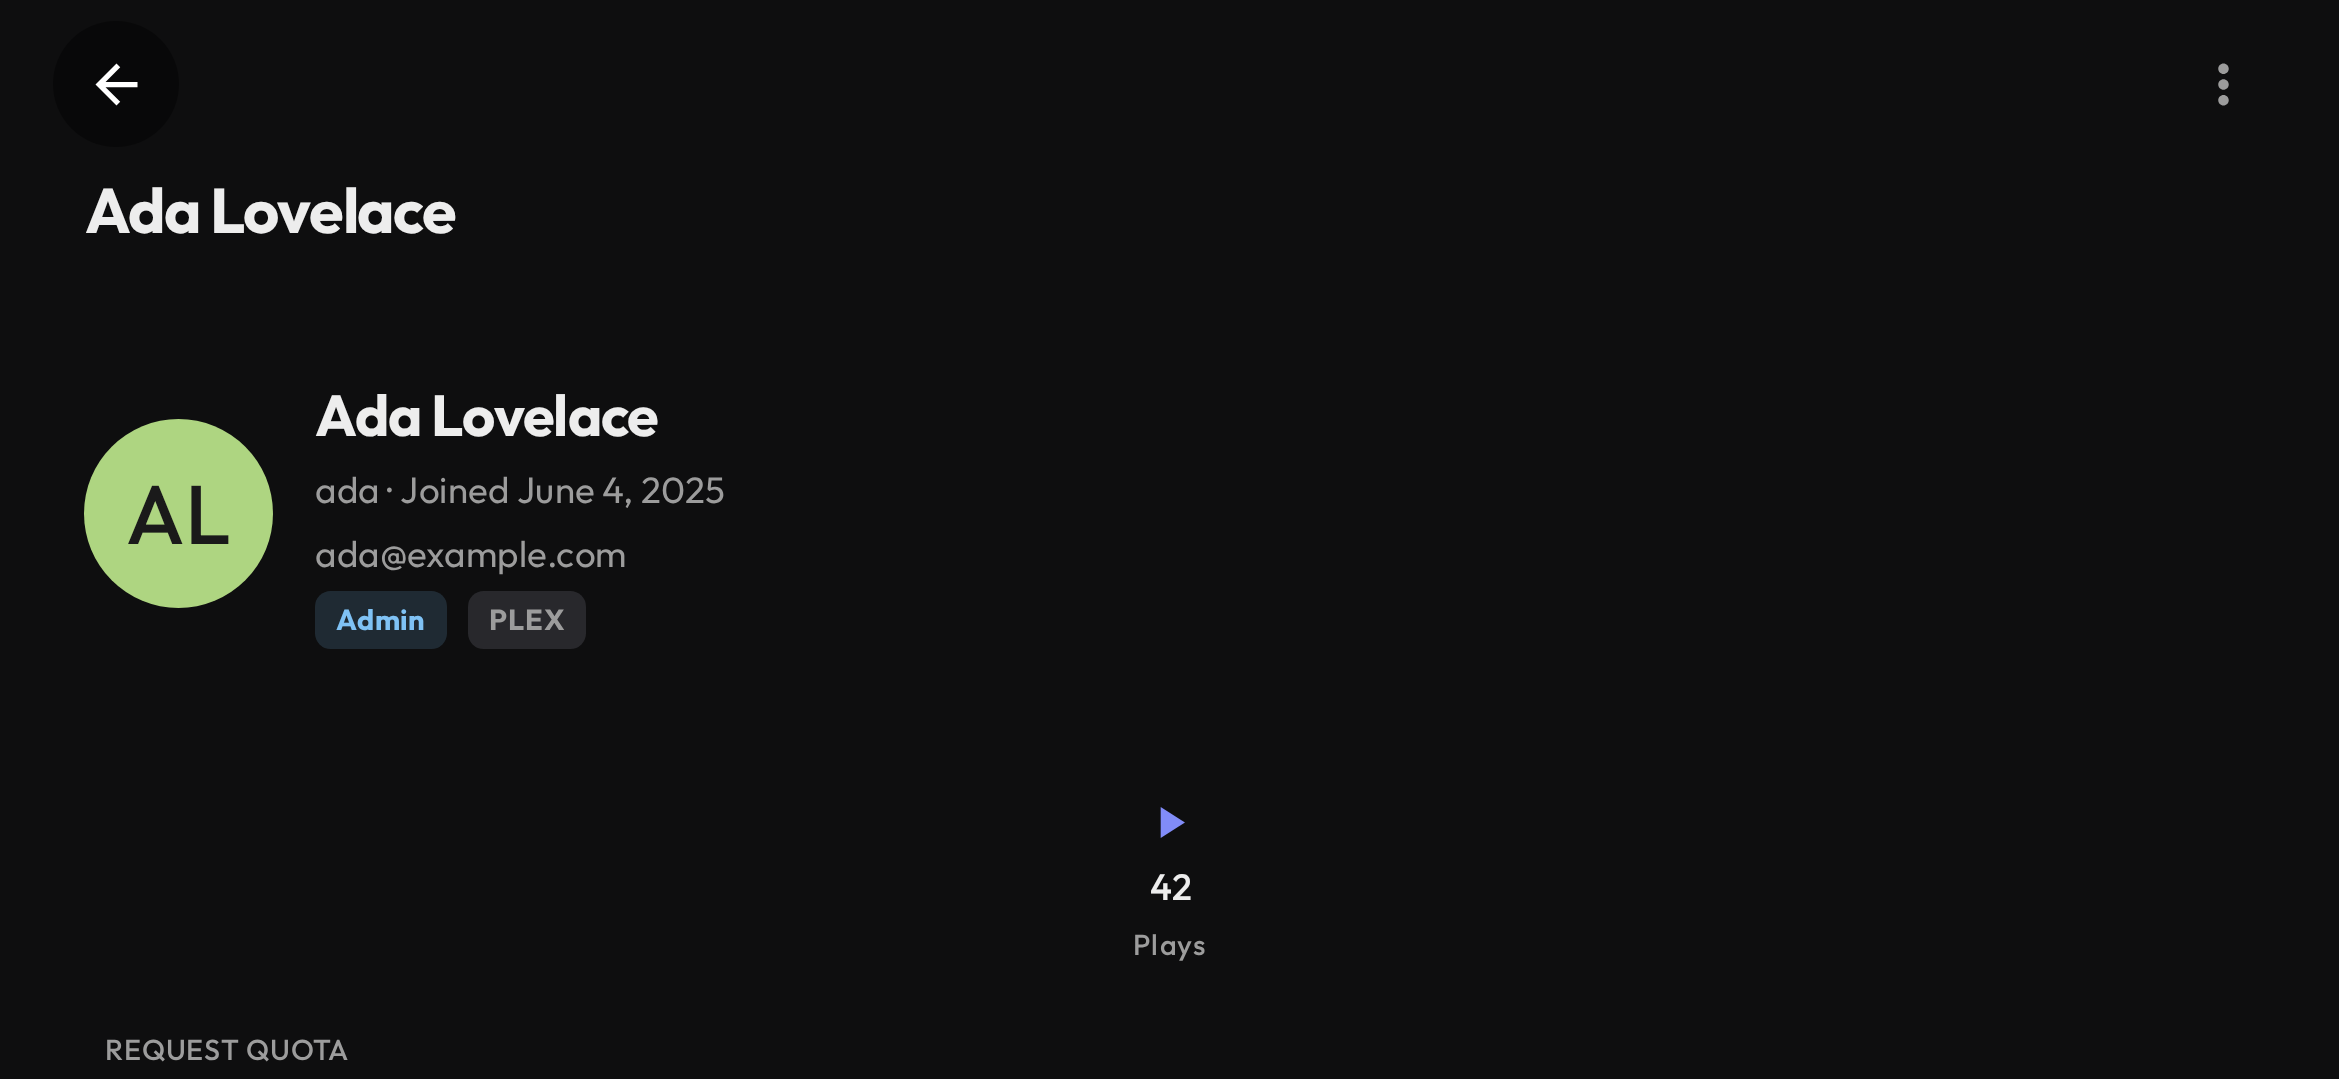 Ada Lovelace
Ada Lovelace
AL
ada · Joined June 4, 2025
ada@example.com
Admin PLEX
42
Plays
REQUEST QUOTA